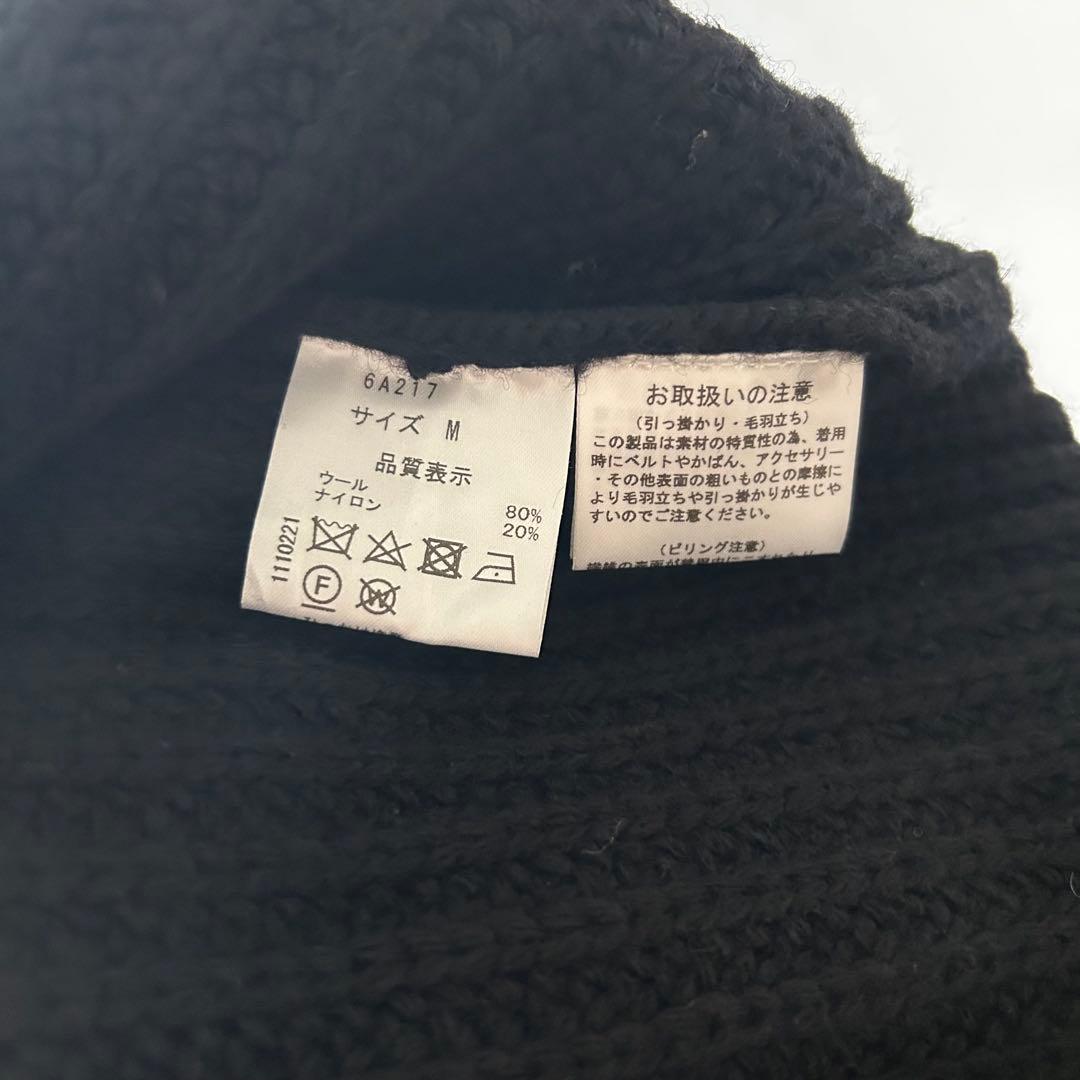 6A217
サイズ M
品質表示
ウール 80%
ナイロン 20%
1110221
F
W
お取扱いの注意
(引っ掛かり・毛羽立ち)
この製品は素材の特質性の為、着用
時にベルトやかばん、アクセサリー
・その他表面の粗いものとの摩擦に
より毛羽立ちや引っ掛かりが生じや
すいのでご注意ください。
(ピリング注意)